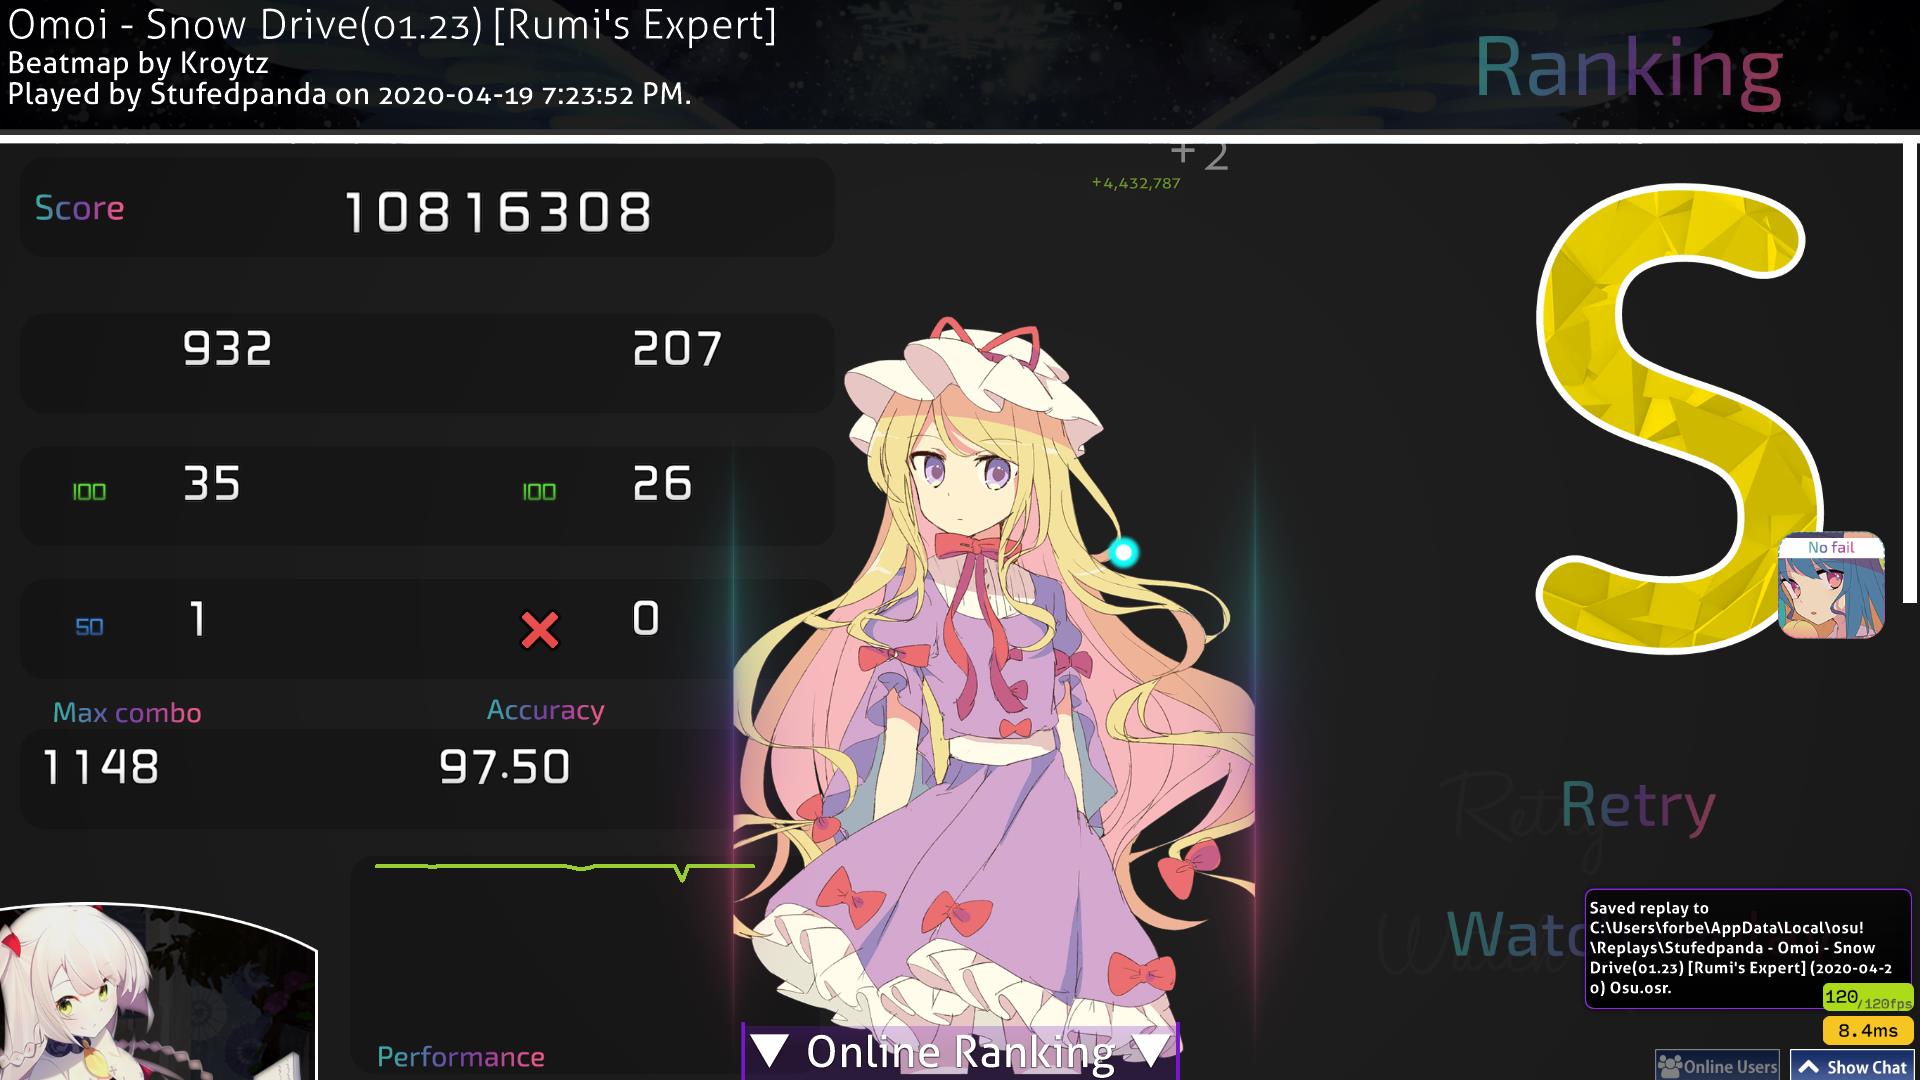 Omoi - Snow Drive(01.23) [Rumi's Expert]
Beatmap by Kroytz
Played by Stufedpanda on 2020-04-19 7:23:52 PM.
Ranking
+2
+4,432,787
Score
10816308
932
207
100
35
100
26
50
1
0
No fail
Max combo
Accuracy
1148
97.50
Retry
Retry
Saved replay to
C:\Users\forbe\AppData\Local\osu!
\Replays\Stufedpanda - Omoi - Snow
Drive(01.23) [Rumi's Expert] (2020-04-2
0) Osu.osr.
120/120fps
8.4ms
Performance
▼ Online Ranking ▼
Online Users
Show Chat